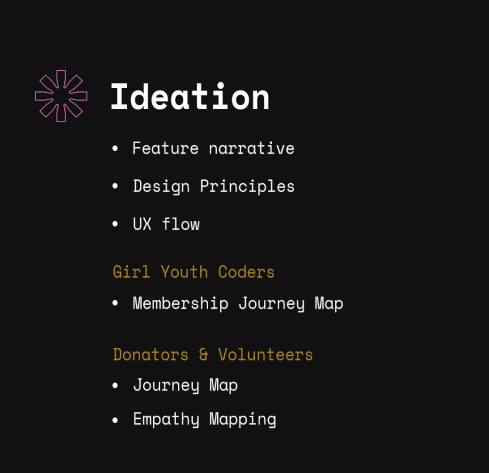 Ideation
• Feature narrative
• Design Principles
• UX flow
Girl Youth Coders
• Membership Journey Map
Donators & Volunteers
• Journey Map
• Empathy Mapping